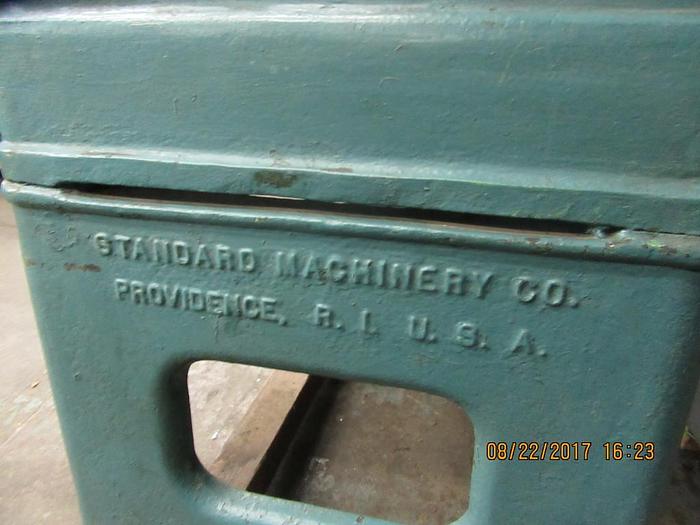 STANDARD MACHINERY CO.
PROVIDENCE, R. I. U. S. A.
08/22/2017 16:23